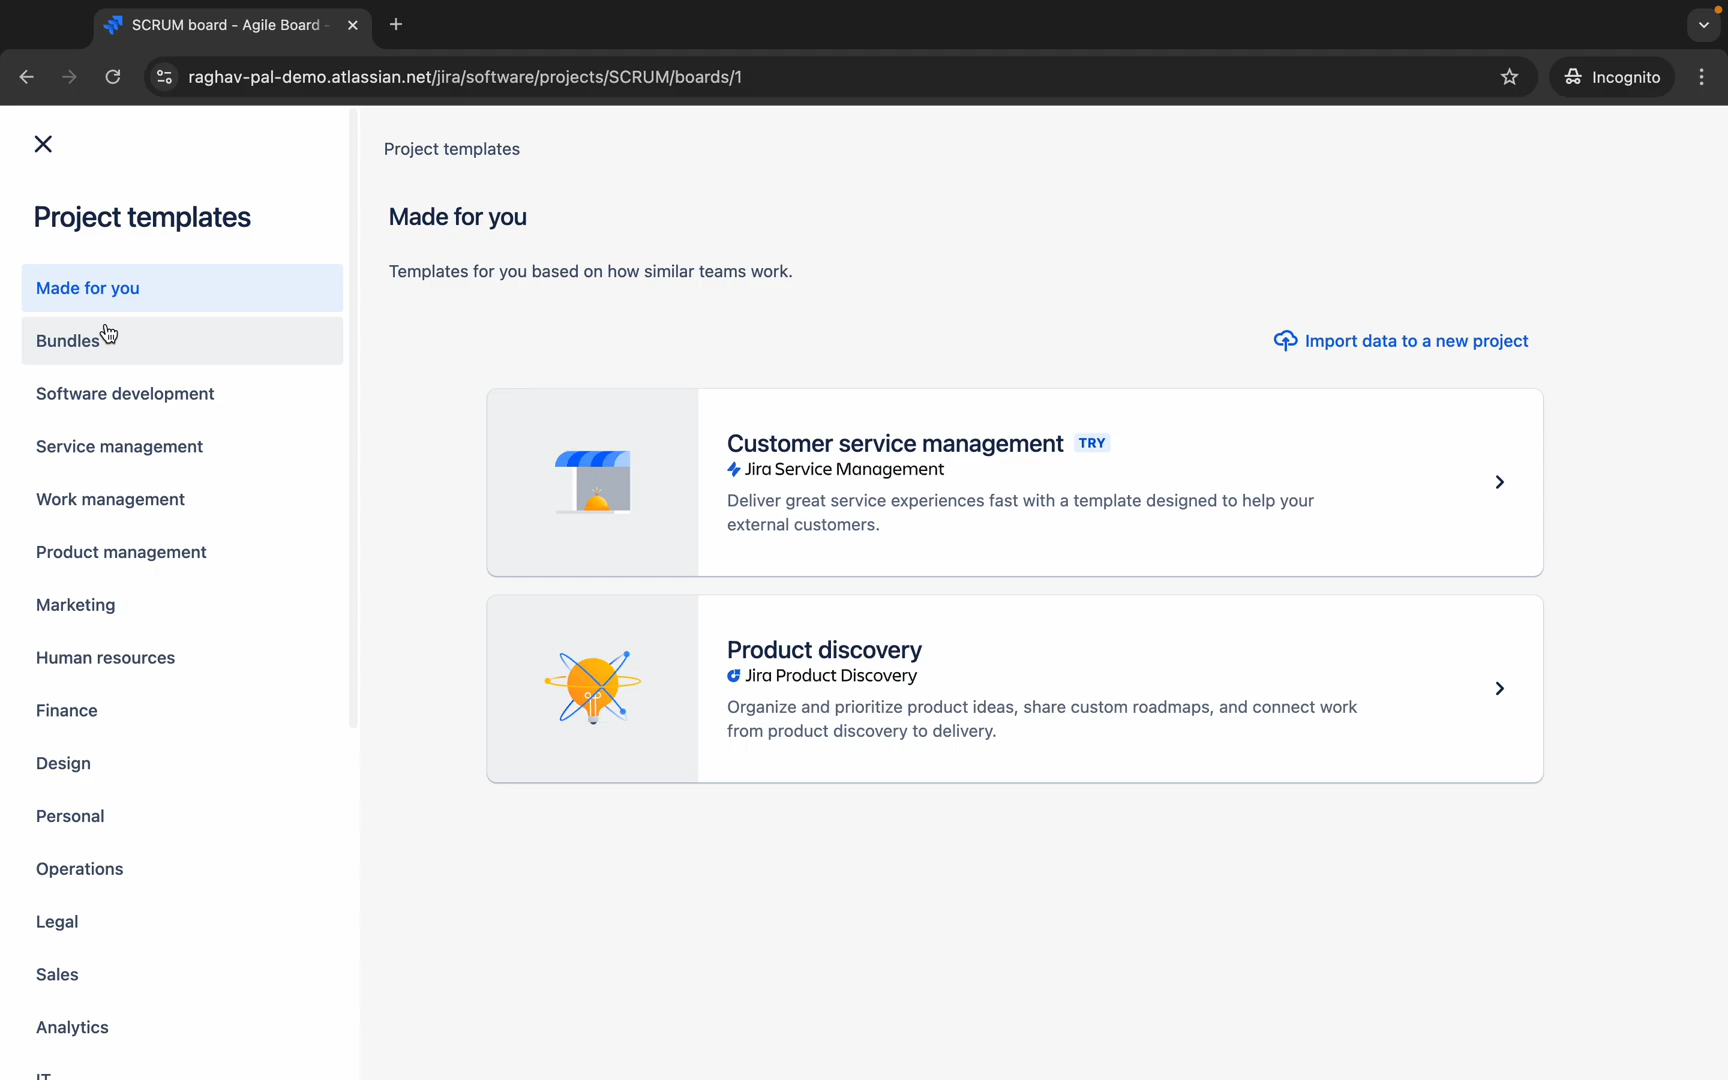 SCRUM board - Agile Board -
raghav-pal-demo.atlassian.net/jira/software/projects/SCRUM/boards/1
Incognito
Project templates
Made for you
Bundles
Software development
Service management
Work management
Product management
Marketing
Human resources
Finance
Design
Personal
Operations
Legal
Sales
Analytics
IT
Project templates
Made for you
Templates for you based on how similar teams work.
Import data to a new project
Customer service management TRY
Jira Service Management
Deliver great service experiences fast with a template designed to help your
external customers.
Product discovery
Jira Product Discovery
Organize and prioritize product ideas, share custom roadmaps, and connect work
from product discovery to delivery.